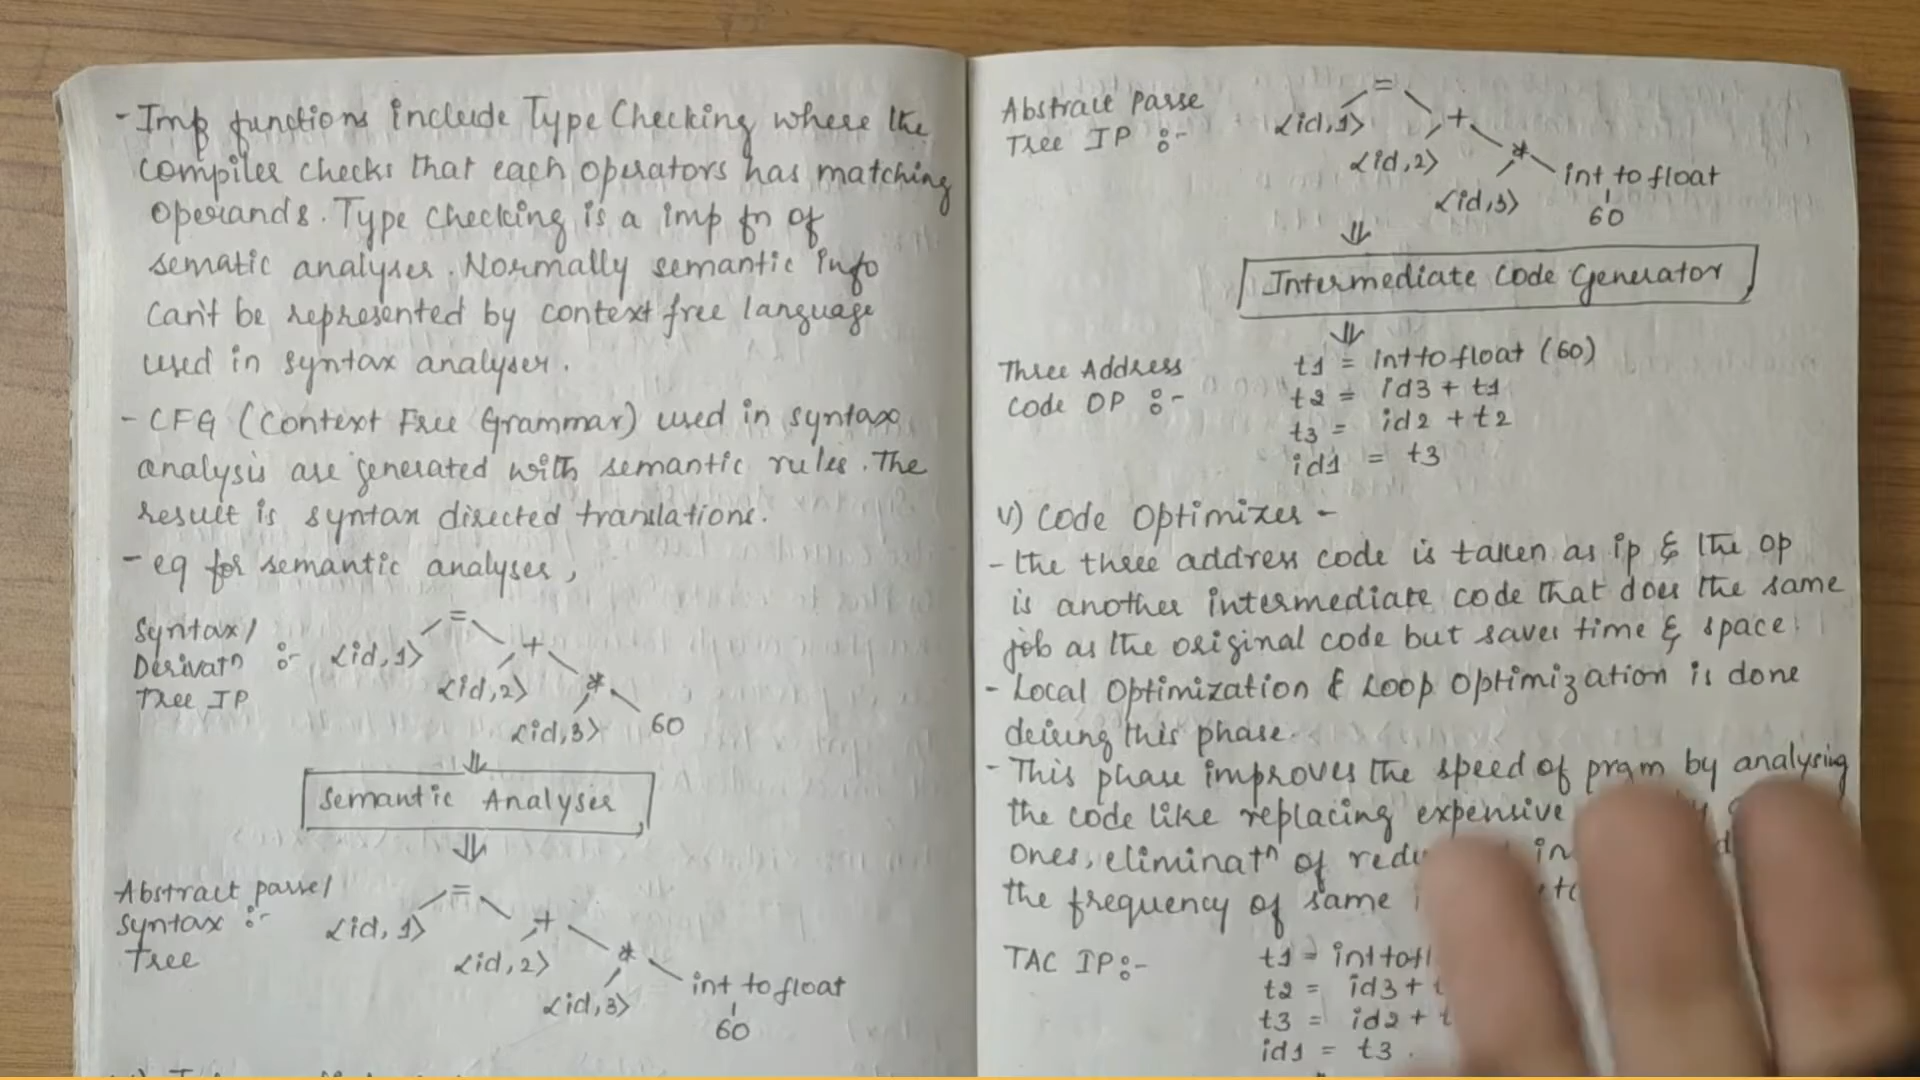 - Imp functions include Type Checking where the
compiler checks that each operators has matching
operands. Type checking is a imp fn of
sematic analyser. Normally semantic info
can't be represented by context free language
used in syntax analyser.
- CFG (Context Free Grammar) used in syntax
analysis are generated with semantic rules. The
result is syntax directed translations.
- eg for semantic analyser,
Syntax/
Derivatn :-
Tree IP
=
<id,1> +
<id,2> *
<id,3> 60
Semantic Analyser
Abstract parse/
Syntax :-
Tree
=
<id,1> +
<id,2> *
<id,3> int to float
60
Abstract Parse
Tree IP :-
=
<id,1> +
<id,2> *
<id,3> int to float
60
Intermediate Code Generator
Three Address
Code OP :-
t1 = int to float (60)
t2 = id3 + t1
t3 = id2 + t2
id1 = t3
v) Code Optimizer -
- the three address code is taken as ip & the op
is another intermediate code that does the same
job as the original code but saves time & space.
- Local Optimization & Loop Optimization is done
during this phase.
- This phase improves the speed of prgm by analysing
the code like replacing expensive
ones, eliminatn of
the frequency of same
TAC IP :-
t1 =
t2 = id3 +
t3 = id2 +
id1 = t3.